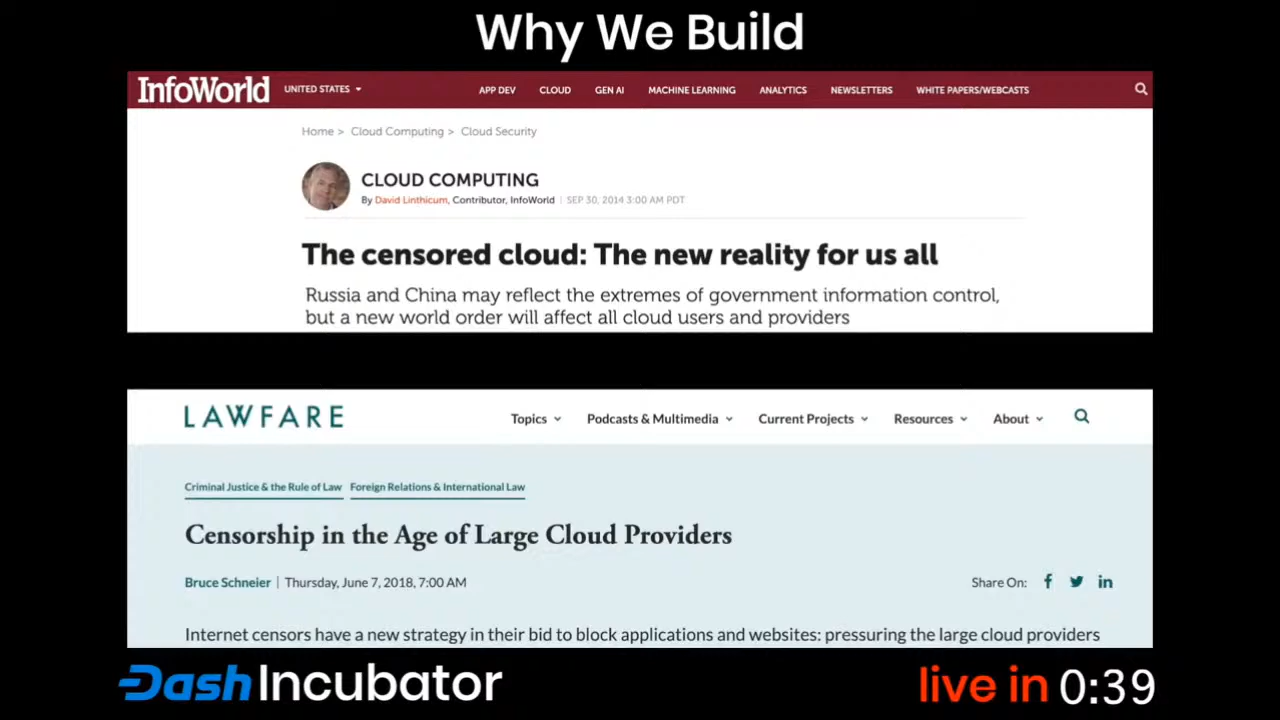 Why We Build
InfoWorld UNITED STATES APP DEV CLOUD GEN AI MACHINE LEARNING ANALYTICS NEWSLETTERS WHITE PAPERS/WEBCASTS
Home > Cloud Computing > Cloud Security
CLOUD COMPUTING
By David Linthicum, Contributor, InfoWorld | SEP 30, 2014 3:00 AM PDT
The censored cloud: The new reality for us all
Russia and China may reflect the extremes of government information control,
but a new world order will affect all cloud users and providers
LAWFARE Topics Podcasts & Multimedia Current Projects Resources About
Criminal Justice & the Rule of Law Foreign Relations & International Law
Censorship in the Age of Large Cloud Providers
Bruce Schneier | Thursday, June 7, 2018, 7:00 AM Share On: f in
Internet censors have a new strategy in their bid to block applications and websites: pressuring the large cloud providers
Dash Incubator live in 0:39